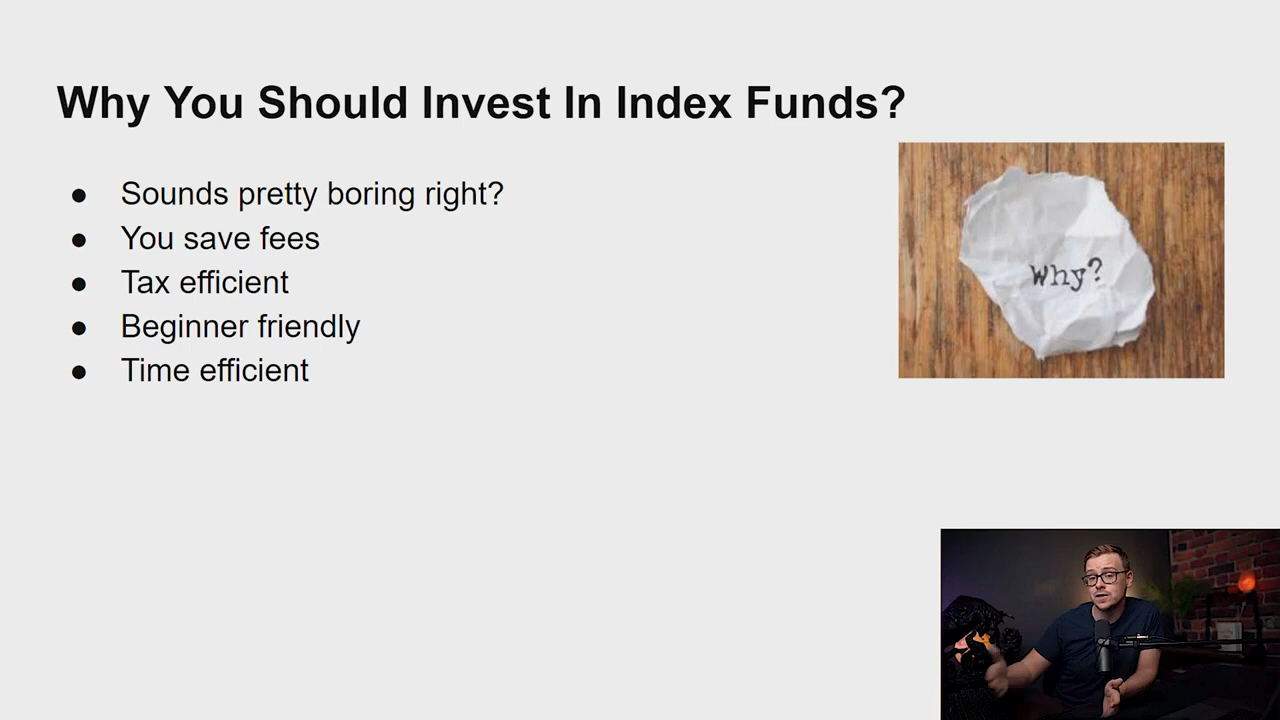 Why You Should Invest In Index Funds?
● Sounds pretty boring right?
● You save fees
● Tax efficient
● Beginner friendly
● Time efficient
Why?